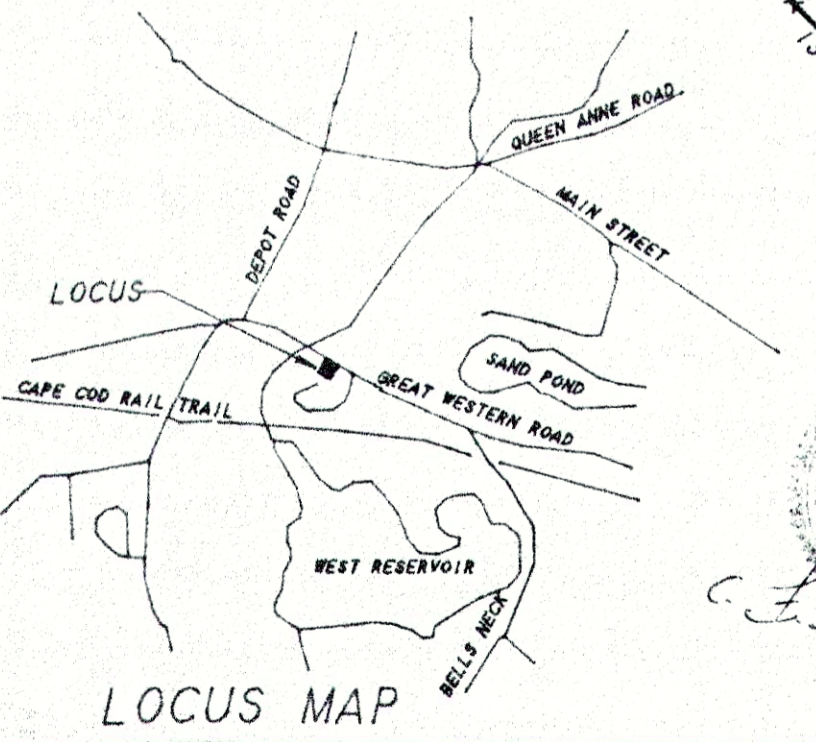 QUEEN ANNE ROAD
MAIN STREET
DEPOT ROAD
LOCUS
SAND POND
GREAT WESTERN ROAD
CAPE COD RAIL TRAIL
WEST RESERVOIR
BELLS NECK
LOCUS MAP